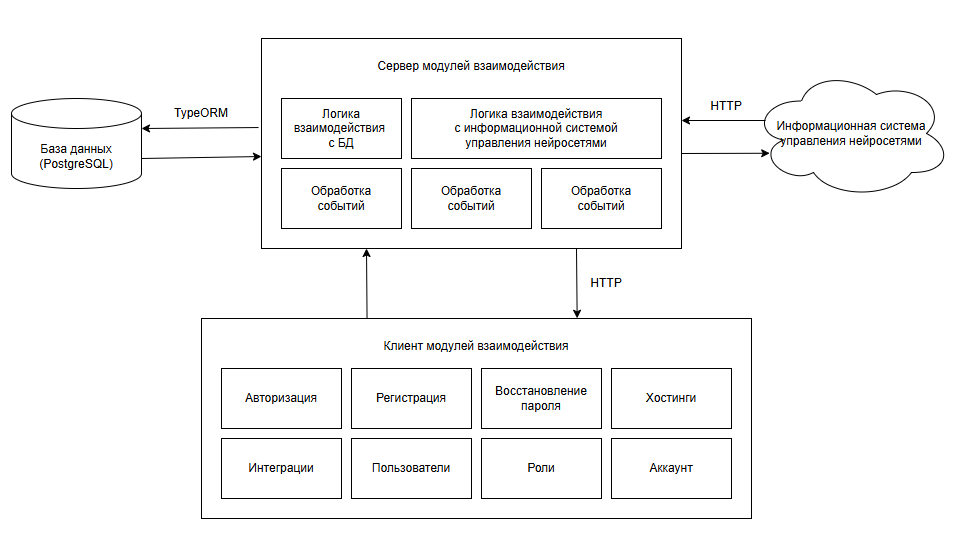 Сервер модулей взаимодействия
TypeORM
База данных
(PostgreSQL)
Логика
взаимодействия
с БД
Логика взаимодействия
с информационной системой
управления нейросетями
HTTP
Информационная система
управления нейросетями
Обработка
событий
Обработка
событий
Обработка
событий
HTTP
Клиент модулей взаимодействия
Авторизация
Регистрация
Восстановление
пароля
Хостинги
Интеграции
Пользователи
Роли
Аккаунт